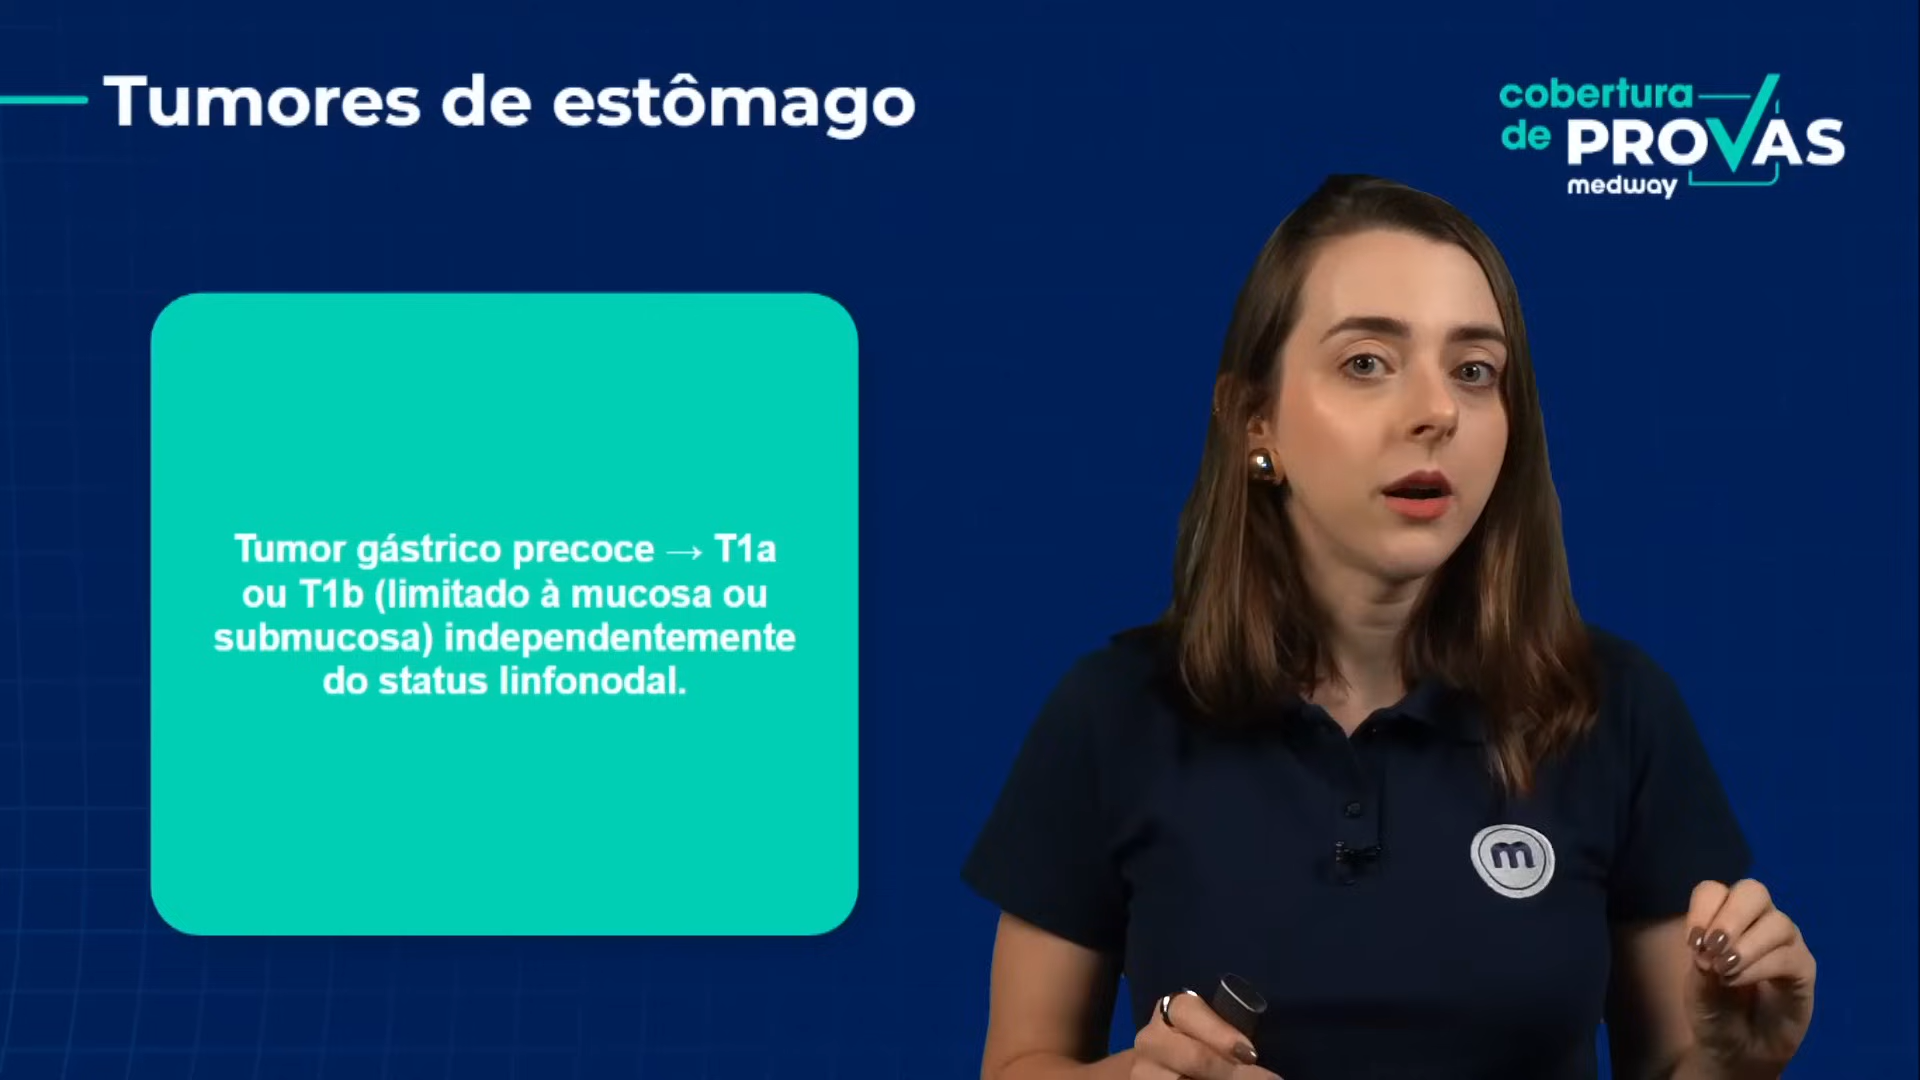 Tumores de estômago
cobertura
de PROVAS
medway
Tumor gástrico precoce → T1a
ou T1b (limitado à mucosa ou
submucosa) independentemente
do status linfonodal.
m